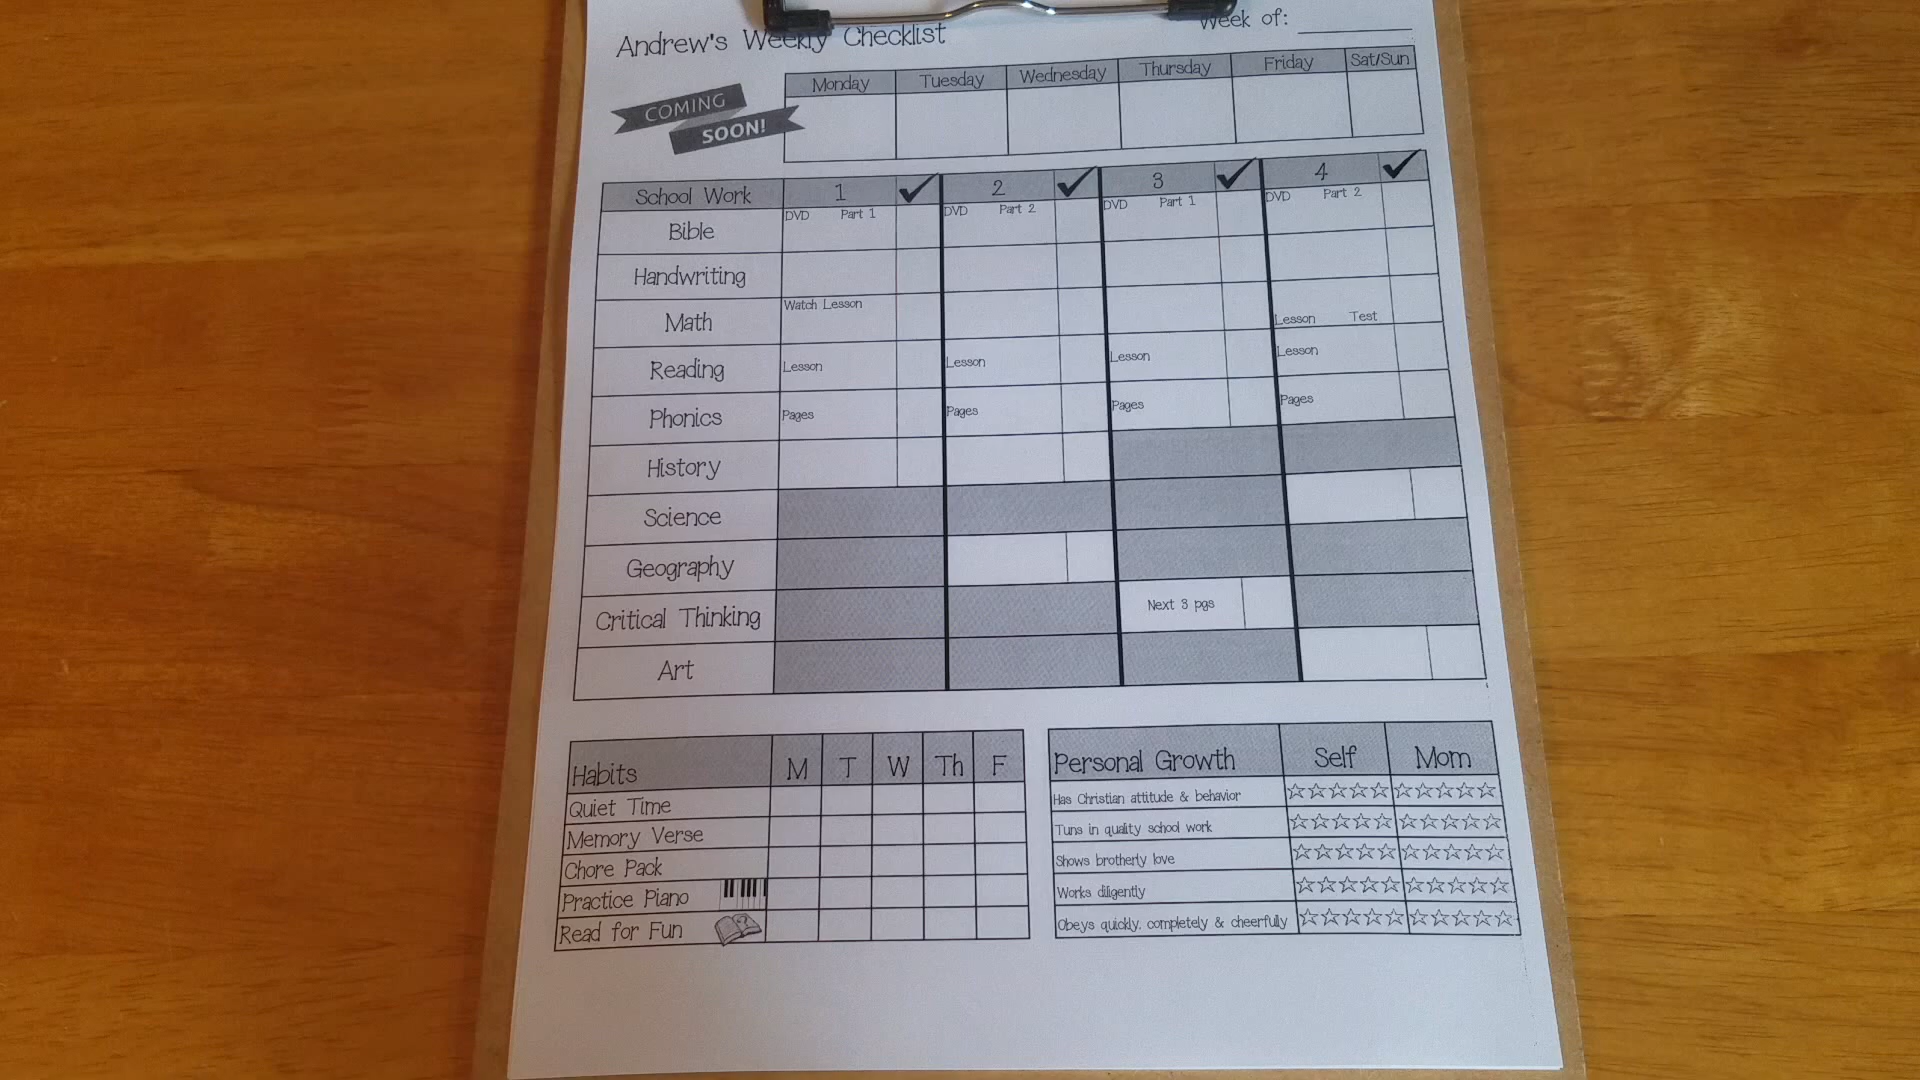 Andrew's Weekly Checklist
Week of:
COMING
SOON!
Monday Tuesday Wednesday Thursday Friday Sat/Sun
School Work 1 2 3 4
Bible DVD Part 1 DVD Part 2 DVD Part 1 DVD Part 2
Handwriting
Math Watch Lesson Lesson Test
Reading Lesson Lesson Lesson Lesson
Phonics Pages Pages Pages Pages
History
Science
Geography
Critical Thinking Next 3 pgs
Art
Habits M T W Th F
Quiet Time
Memory Verse
Chore Pack
Practice Piano
Read for Fun
Personal Growth Self Mom
Has Christian attitude & behavior
Tuns in quality school work
Shows brotherly love
Works diligently
Obeys quickly, completely & cheerfully